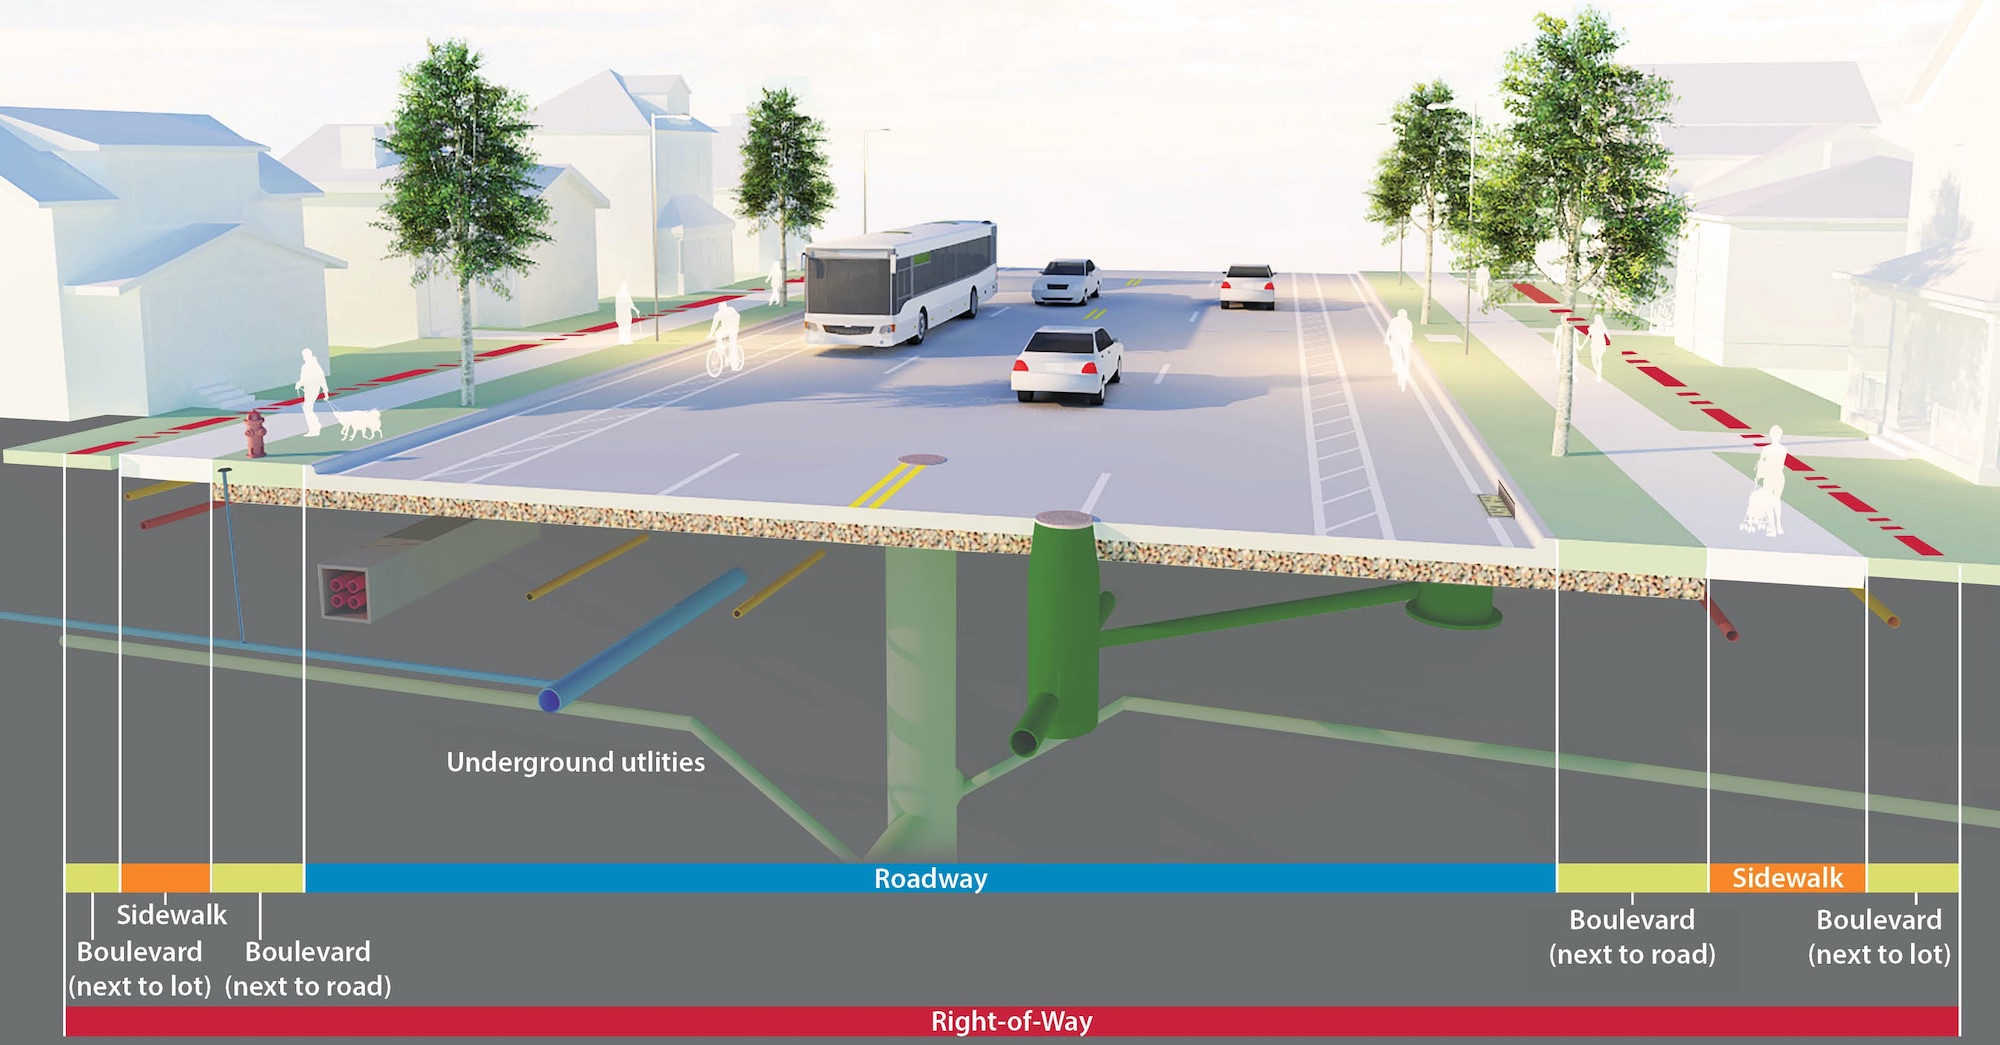 Underground utlities
Roadway
Sidewalk
Sidewalk
Boulevard
(next to lot)
Boulevard
(next to road)
Boulevard
(next to road)
Boulevard
(next to lot)
Right-of-Way